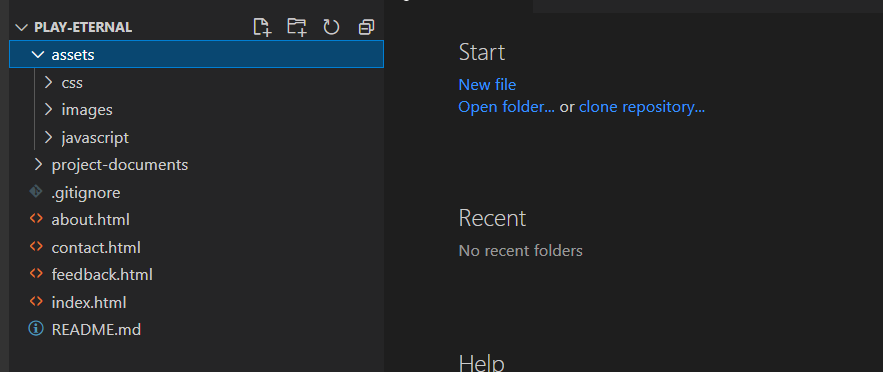 PLAY-ETERNAL
assets
css
images
javascript
project-documents
.gitignore
about.html
contact.html
feedback.html
index.html
README.md
Start
New file
Open folder... or clone repository...
Recent
No recent folders
Help